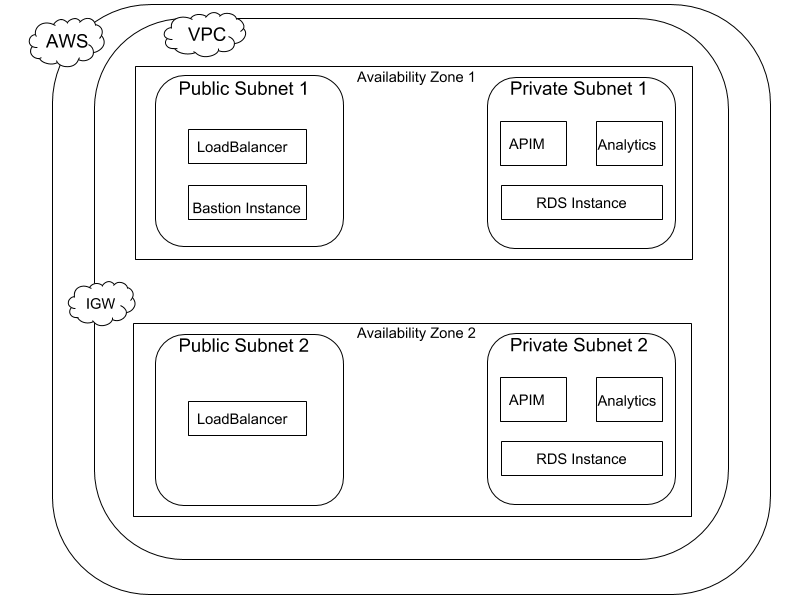 AWS
VPC
Availability Zone 1
Public Subnet 1
LoadBalancer
Bastion Instance
Private Subnet 1
APIM
Analytics
RDS Instance
IGW
Availability Zone 2
Public Subnet 2
LoadBalancer
Private Subnet 2
APIM
Analytics
RDS Instance